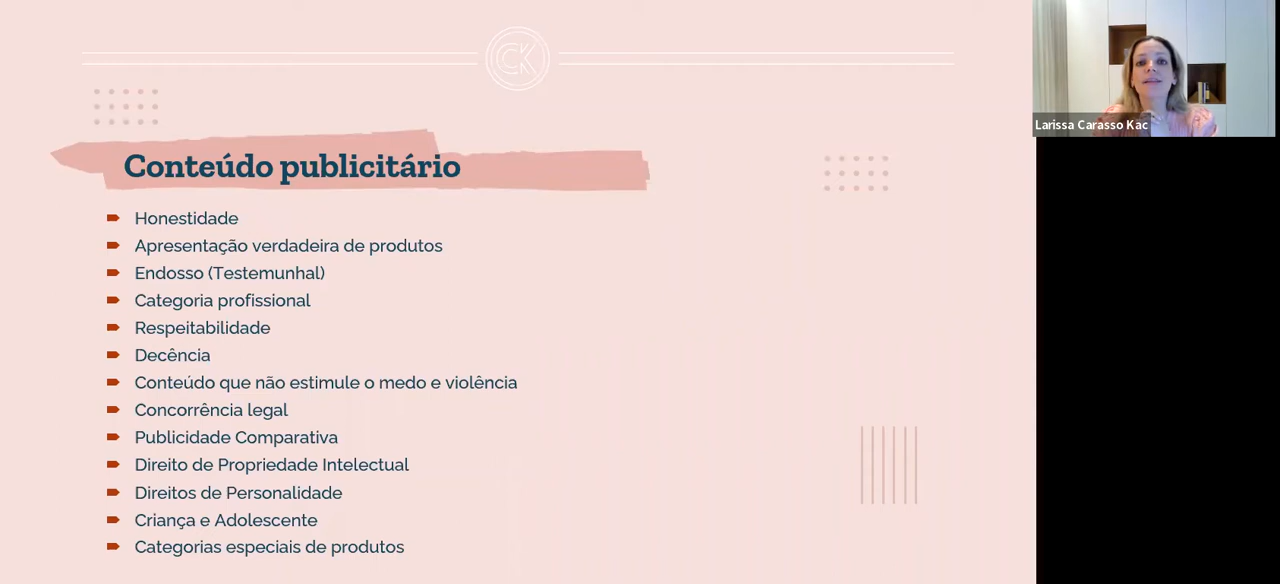 CK
Larissa Carasso Kac
Conteúdo publicitário
Honestidade
Apresentação verdadeira de produtos
Endosso (Testemunhal)
Categoria profissional
Respeitabilidade
Decência
Conteúdo que não estimule o medo e violência
Concorrência legal
Publicidade Comparativa
Direito de Propriedade Intelectual
Direitos de Personalidade
Criança e Adolescente
Categorias especiais de produtos